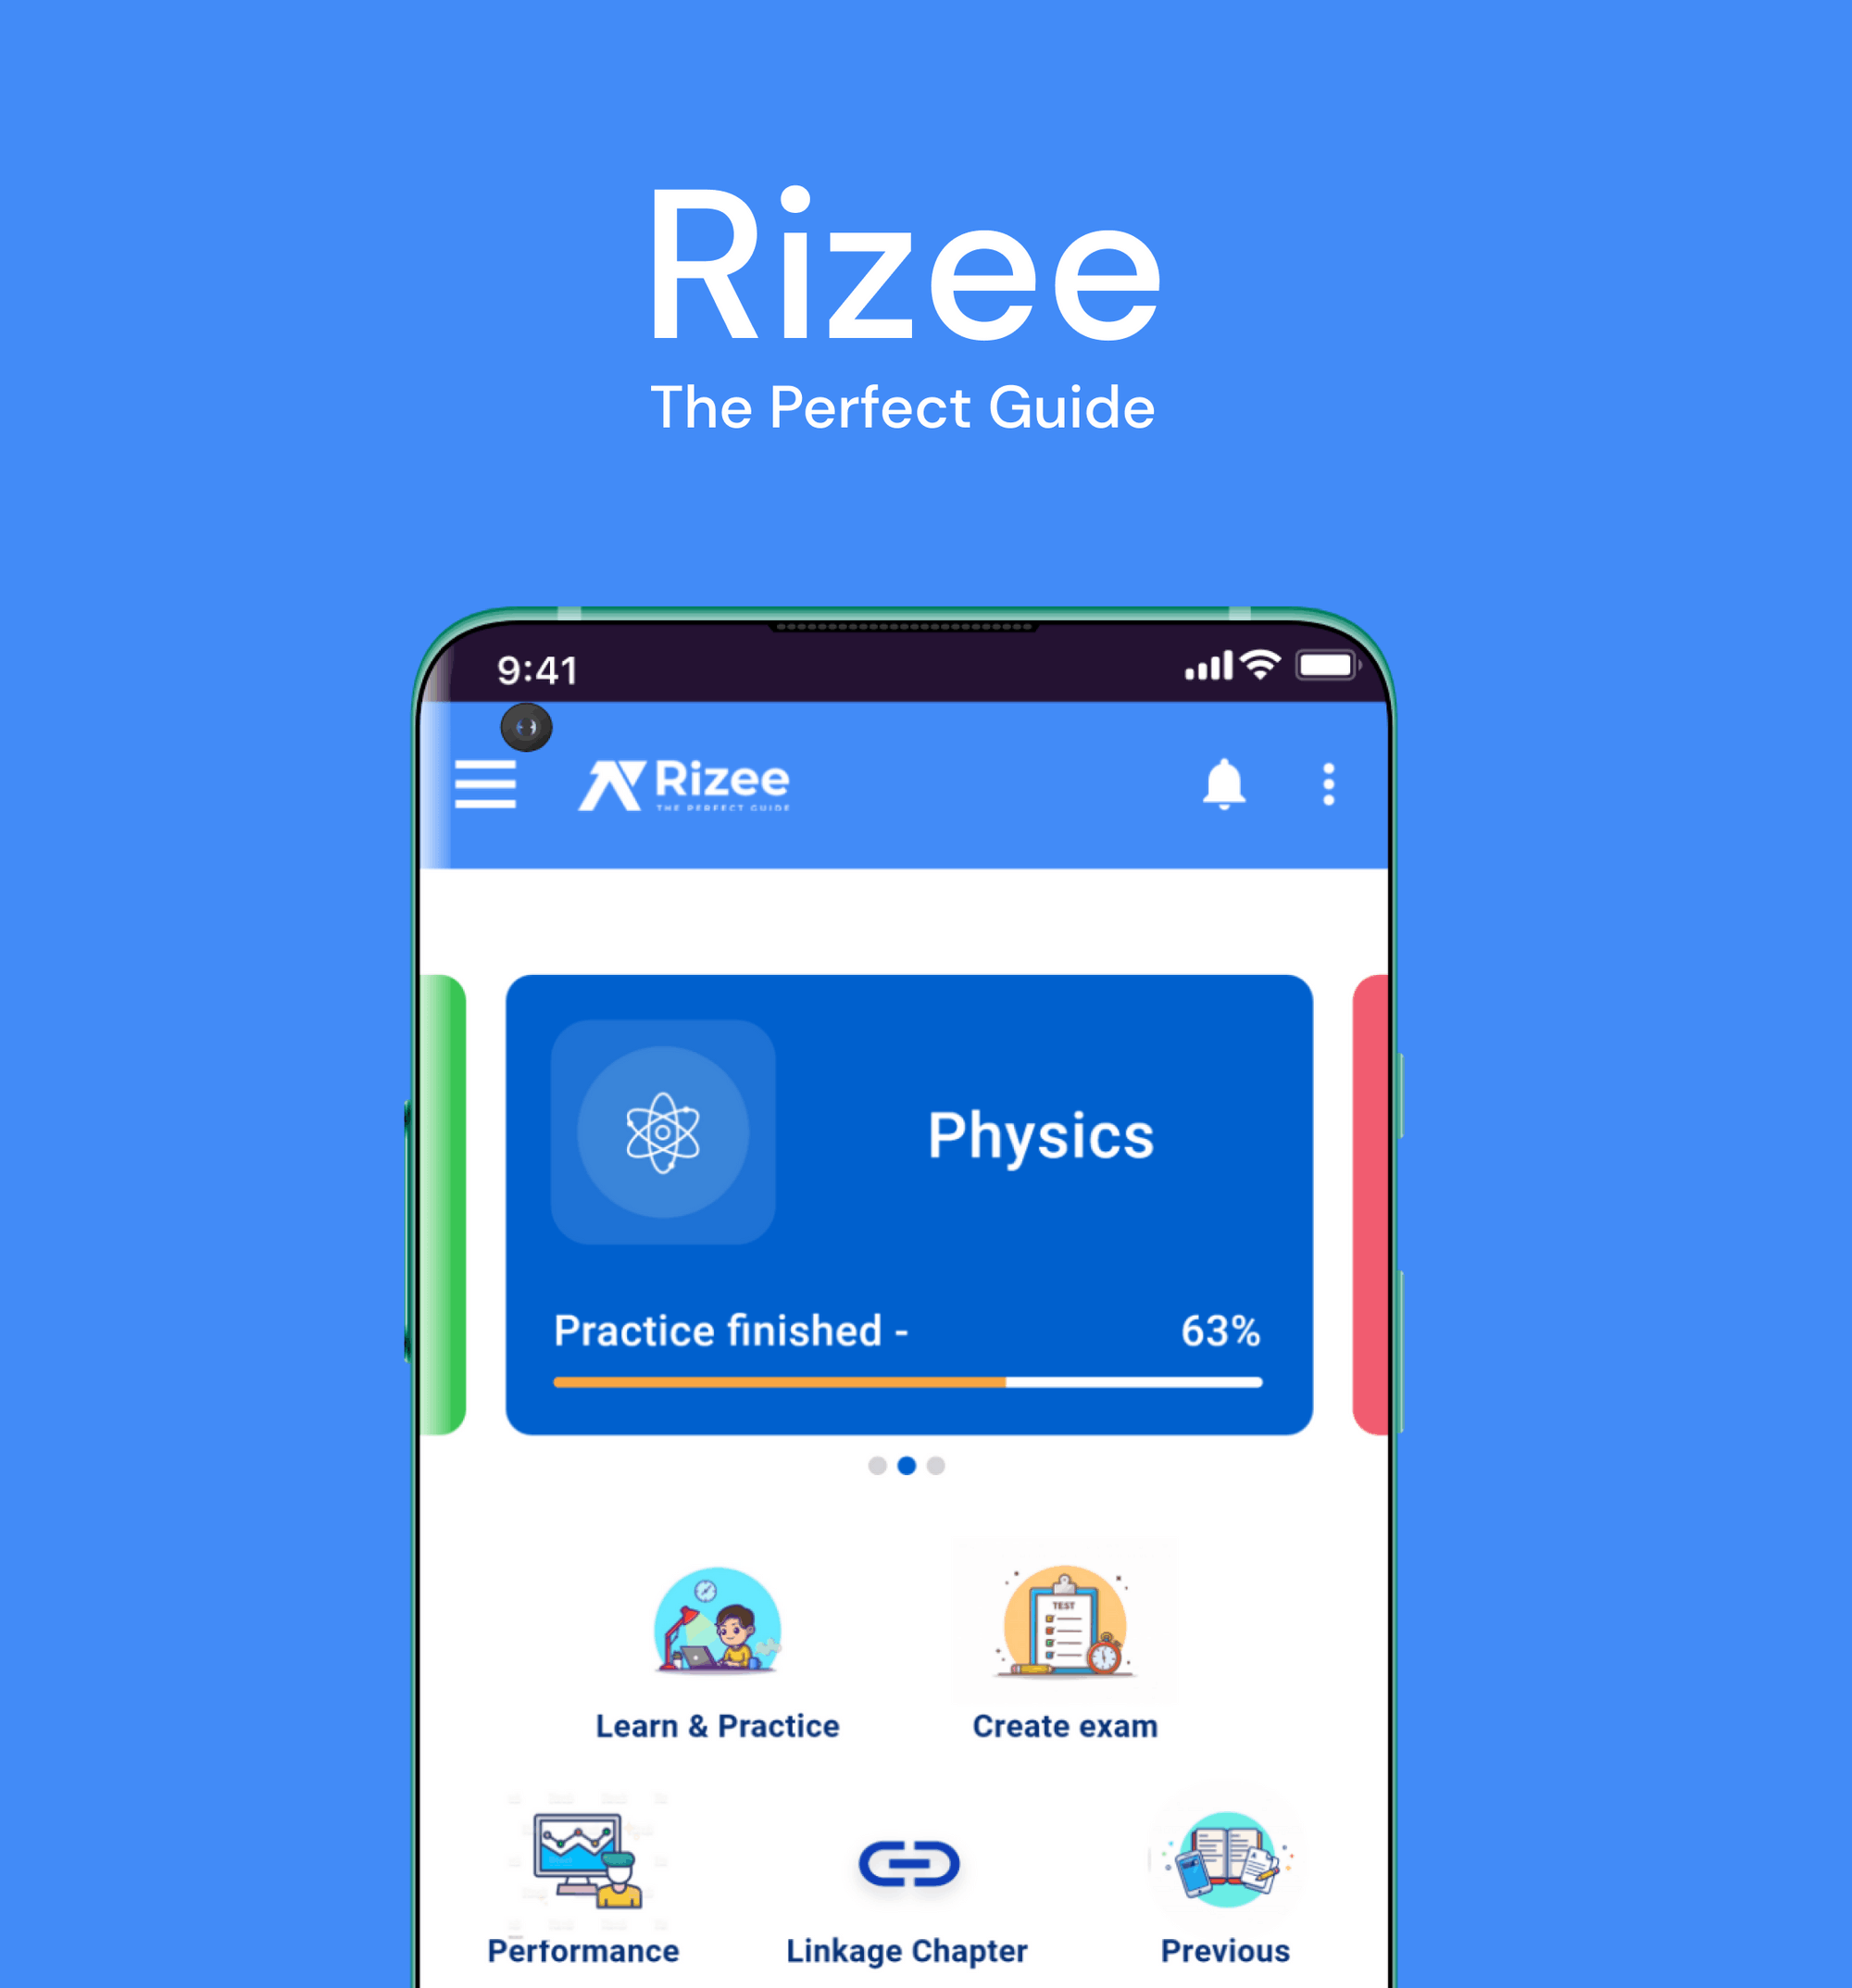 Rizee
The Perfect Guide
9:41
Rizee
THE PERFECT GUIDE
Physics
Practice finished - 63%
TEST
Learn & Practice Create exam
Performance Linkage Chapter Previous